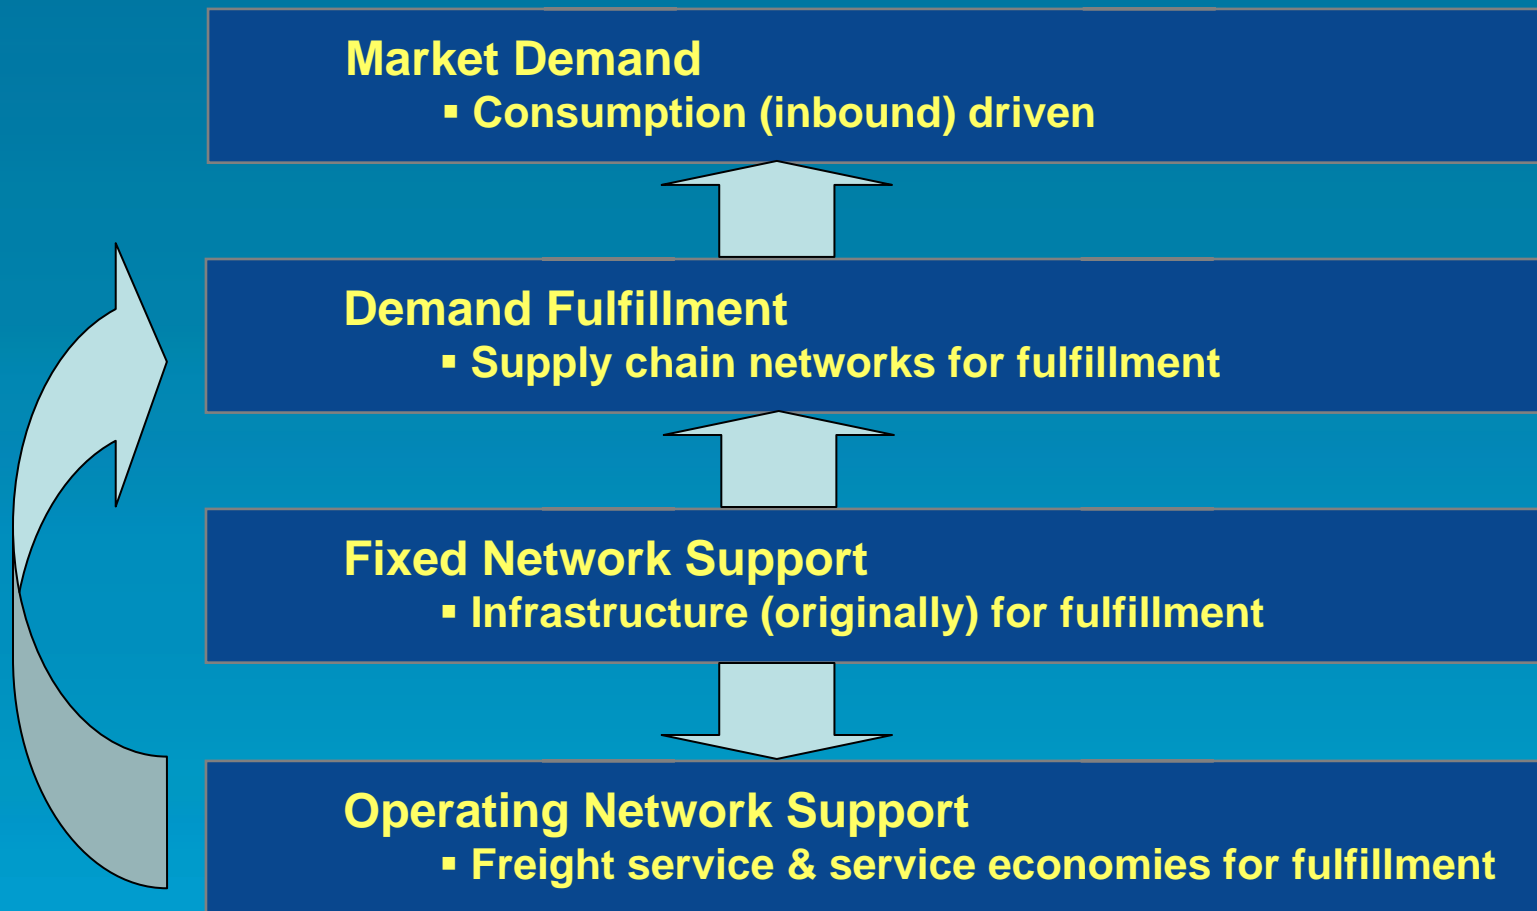 Market Demand
▪ Consumption (inbound) driven
Demand Fulfillment
▪ Supply chain networks for fulfillment
Fixed Network Support
▪ Infrastructure (originally) for fulfillment
Operating Network Support
▪ Freight service & service economies for fulfillment